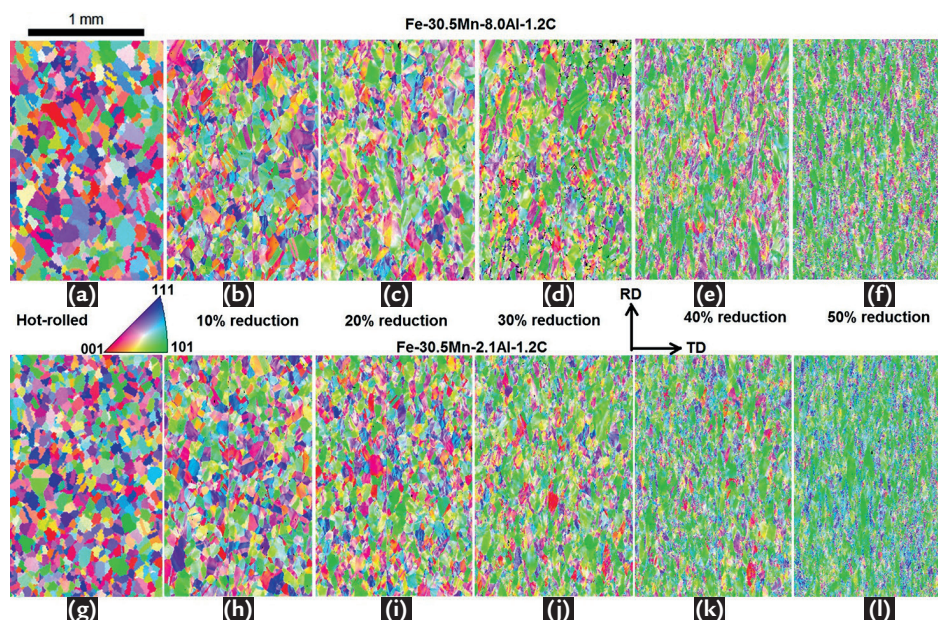 1 mm
Fe-30.5Mn-8.0Al-1.2C
(a)
(b)
(c)
(d)
(e)
(f)
111
001
101
Hot-rolled
10% reduction
20% reduction
30% reduction
RD
TD
40% reduction
50% reduction
Fe-30.5Mn-2.1Al-1.2C
(g)
(h)
(i)
(j)
(k)
(l)